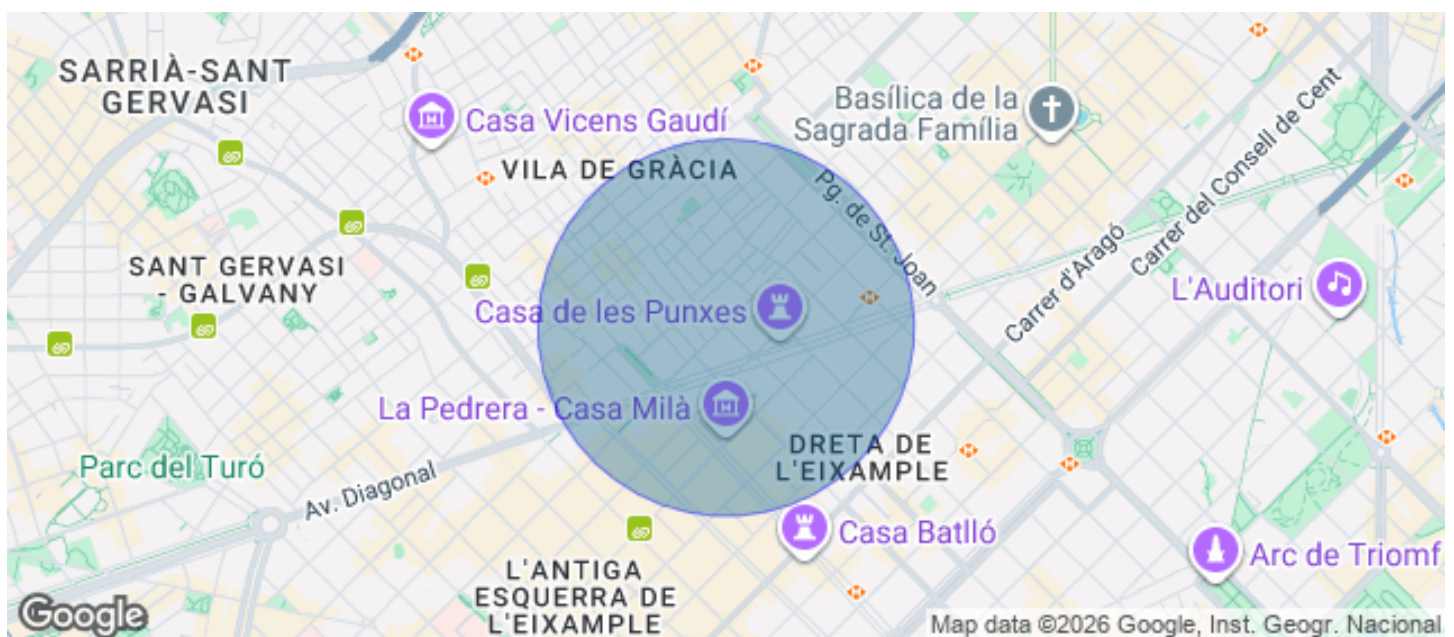 SARRIÀ-SANT
GERVASI
Casa Vicens Gaudí
Basílica de la
Sagrada Família
VILA DE GRÀCIA
Pg. de St. Joan
Carrer d'Aragó
Carrer del Consell de Cent
SANT GERVASI
- GALVANY
Casa de les Punxes
L'Auditori
La Pedrera - Casa Milà
DRETA DE
L'EIXAMPLE
Parc del Turó
Av. Diagonal
Casa Batlló
Arc de Triomf
L'ANTIGA
ESQUERRA DE
L'EIXAMPLE
Google
Map data ©2026 Google, Inst. Geogr. Nacional